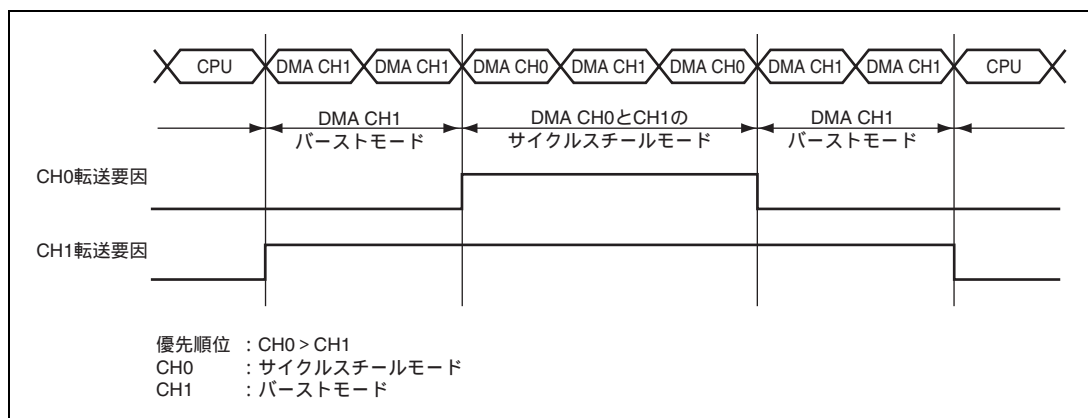 CPU DMA CH1 DMA CH1 DMA CH0 DMA CH1 DMA CH0 DMA CH1 DMA CH1 CPU
DMA CH1 DMA CH0とCH1の DMA CH1
バーストモード サイクルスチールモード バーストモード
CH0転送要因
CH1転送要因
優先順位 : CH0 > CH1
CH0 : サイクルスチールモード
CH1 : バーストモード